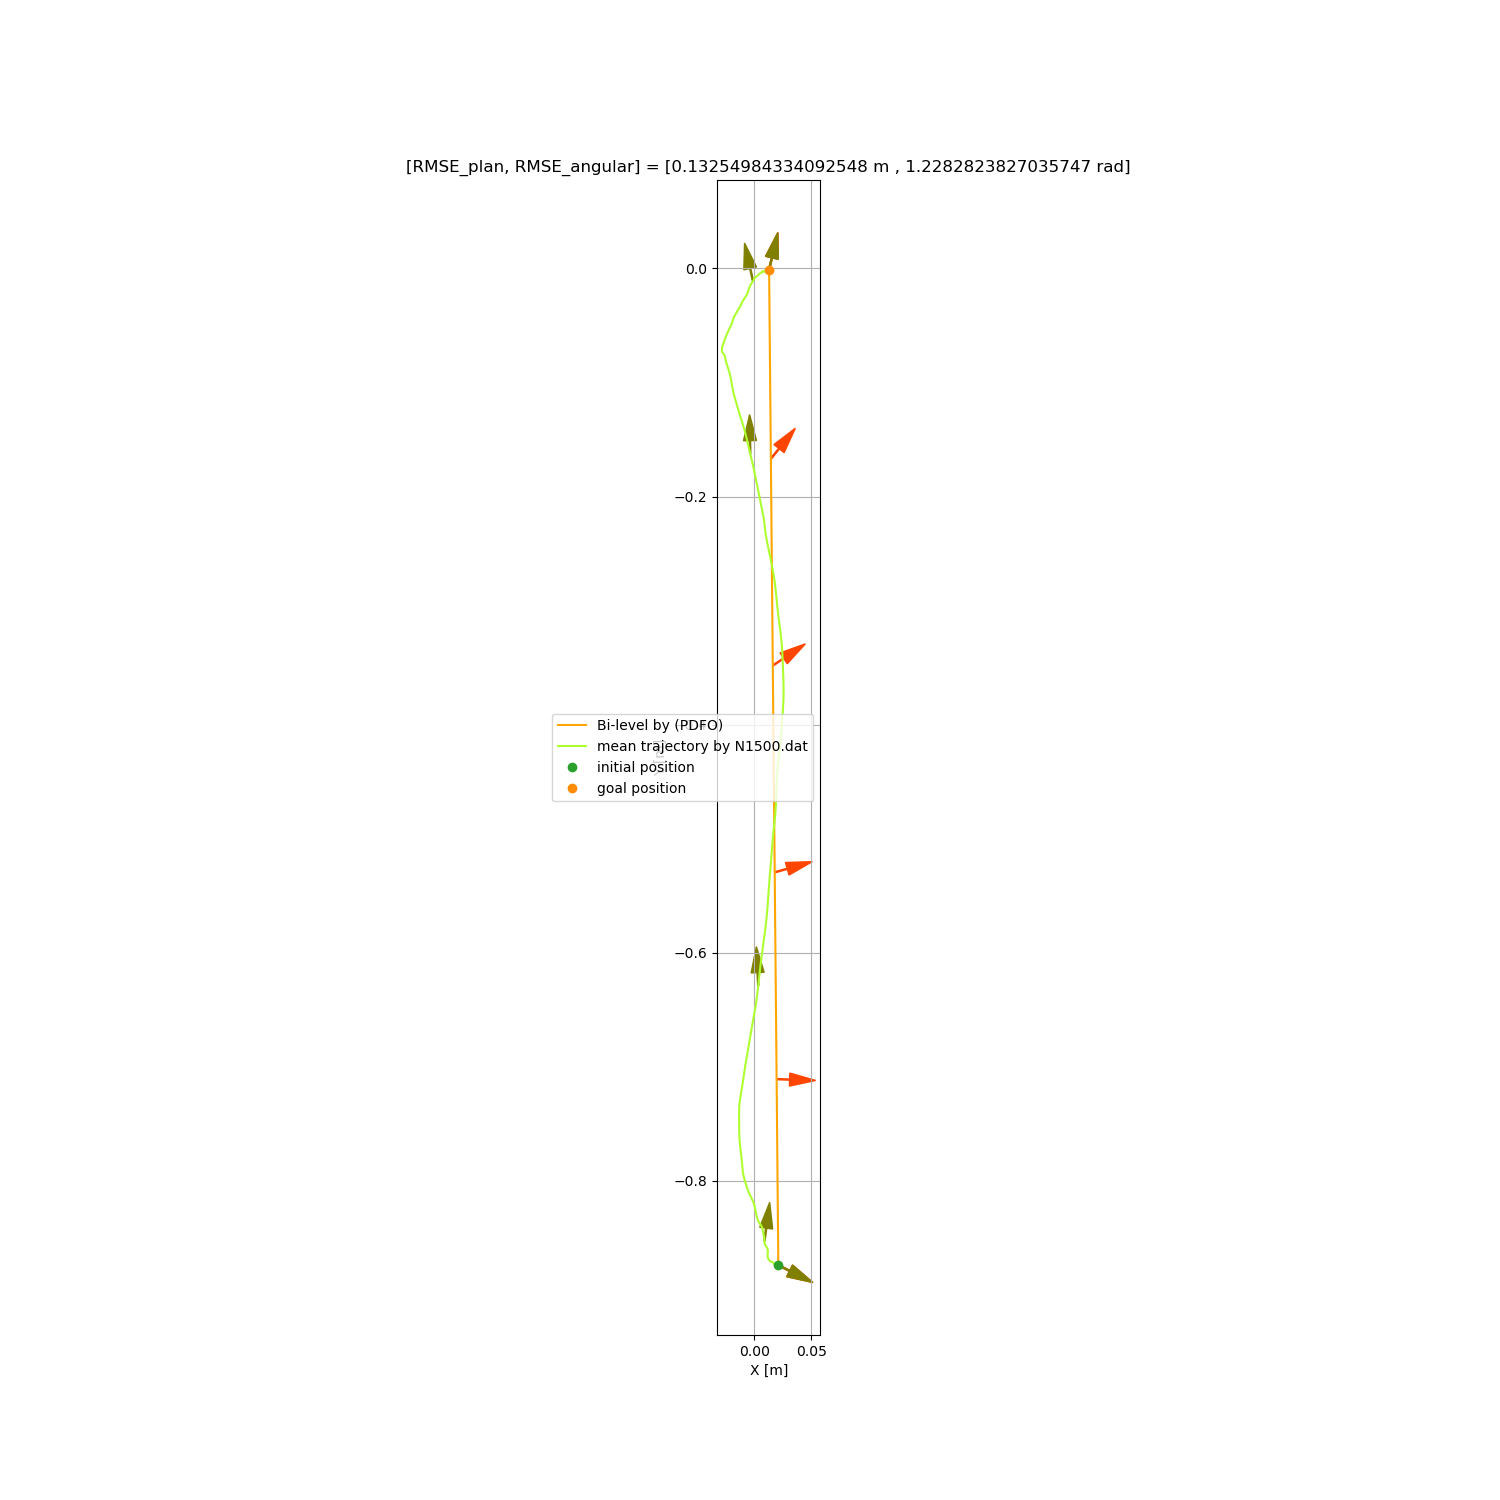 [RMSE_plan, RMSE_angular] = [0.13254984334092548 m , 1.2282823827035747 rad]
0.0
−0.2
Bi-level by (PDFO)
mean trajectory by N1500.dat
initial position
goal position
−0.6
−0.8
0.00 0.05
X [m]